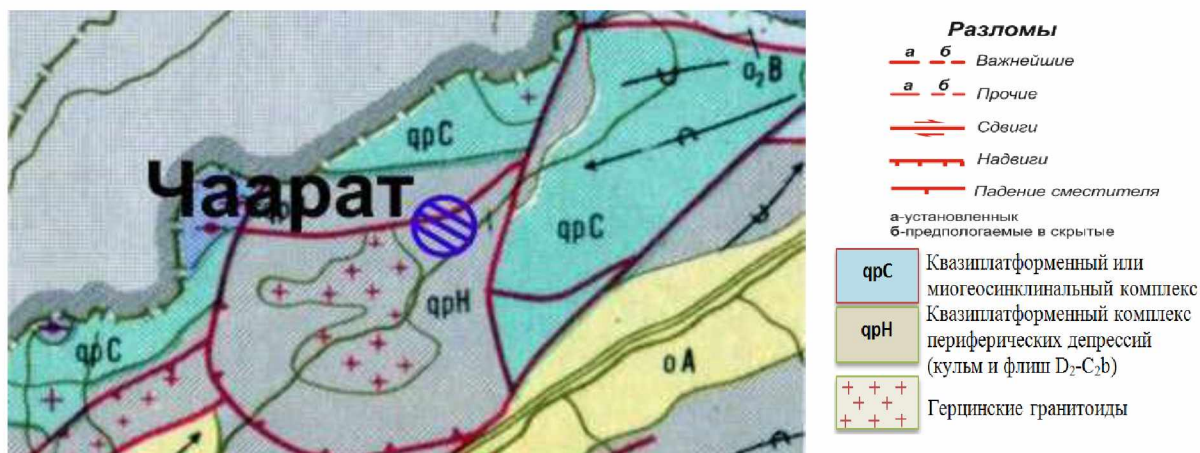 qpC
o₂B
Чаарат
qpC
qpH
qpC
oA
Разломы
а б Важнейшие
а б Прочие
Сдвиги
Надвиги
Падение сместителя
а-установленных
б-предпологаемые в скрытые
qpC Квазиплатформенный или
миогеосинклинальный комплекс
qpH Квазиплатформенный комплекс
периферических депрессий
(кульм и флиш D₂-C₂b)
Герцинские гранитоиды